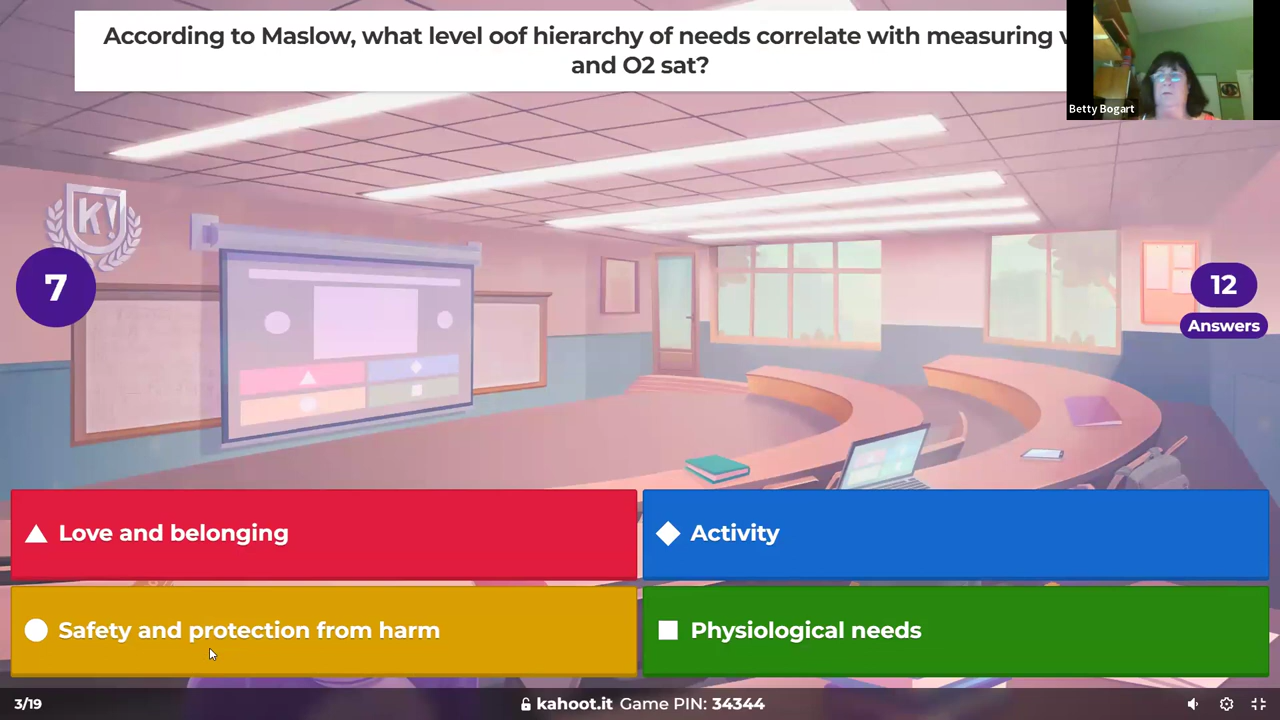 According to Maslow, what level oof hierarchy of needs correlate with measuring
and O2 sat?
Betty Bogart
K!
7
12
Answers
Love and belonging
Activity
Safety and protection from harm
Physiological needs
3/19
kahoot.it Game PIN: 34344